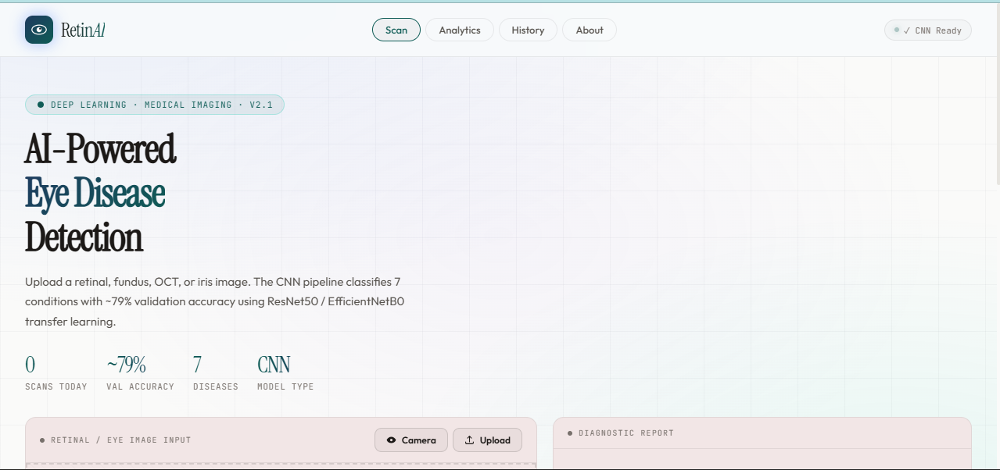 RetinAI
Scan
Analytics
History
About
✓ CNN Ready
DEEP LEARNING · MEDICAL IMAGING · V2.1
AI-Powered
Eye Disease
Detection
Upload a retinal, fundus, OCT, or iris image. The CNN pipeline classifies 7
conditions with ~79% validation accuracy using ResNet50 / EfficientNetB0
transfer learning.
0
SCANS TODAY
~79%
VAL ACCURACY
7
DISEASES
CNN
MODEL TYPE
RETINAL / EYE IMAGE INPUT
Camera
Upload
DIAGNOSTIC REPORT